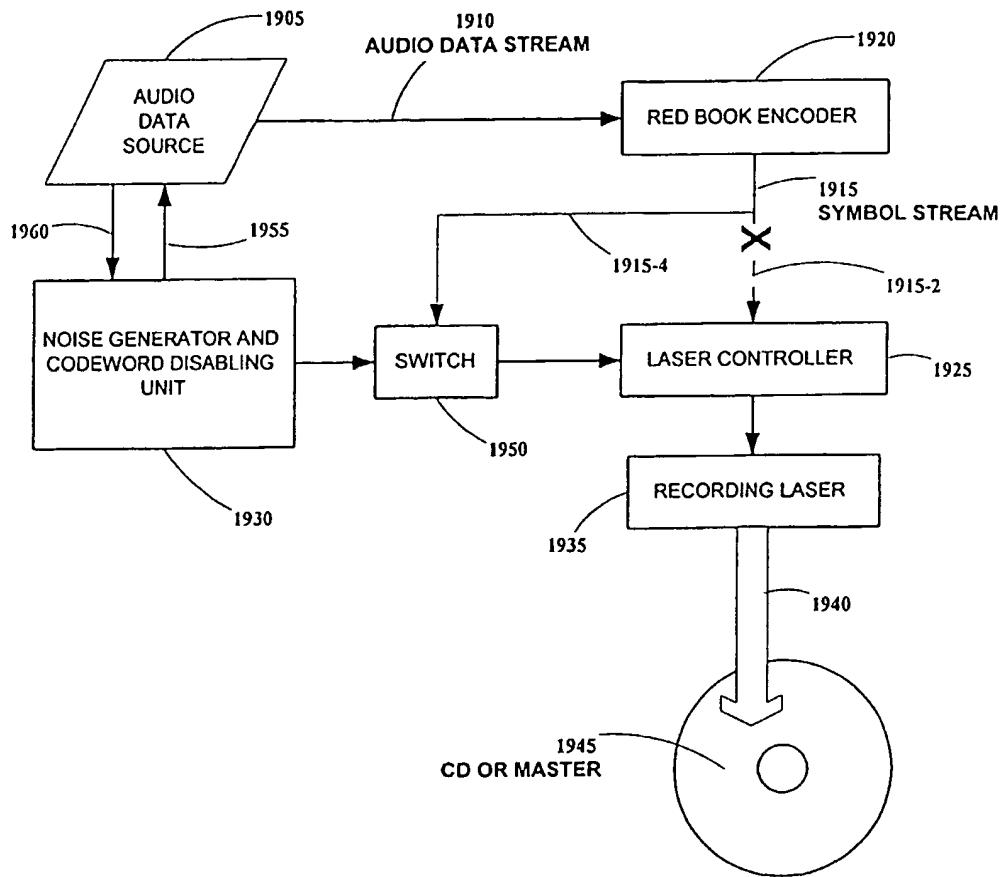 1905
1910
AUDIO DATA STREAM
1920
AUDIO
DATA
SOURCE
RED BOOK ENCODER
1915
SYMBOL STREAM
1960
1955
1915-4
1915-2
NOISE GENERATOR AND
CODEWORD DISABLING
UNIT
SWITCH
LASER CONTROLLER
1925
1950
1930
RECORDING LASER
1935
1940
1945
CD OR MASTER